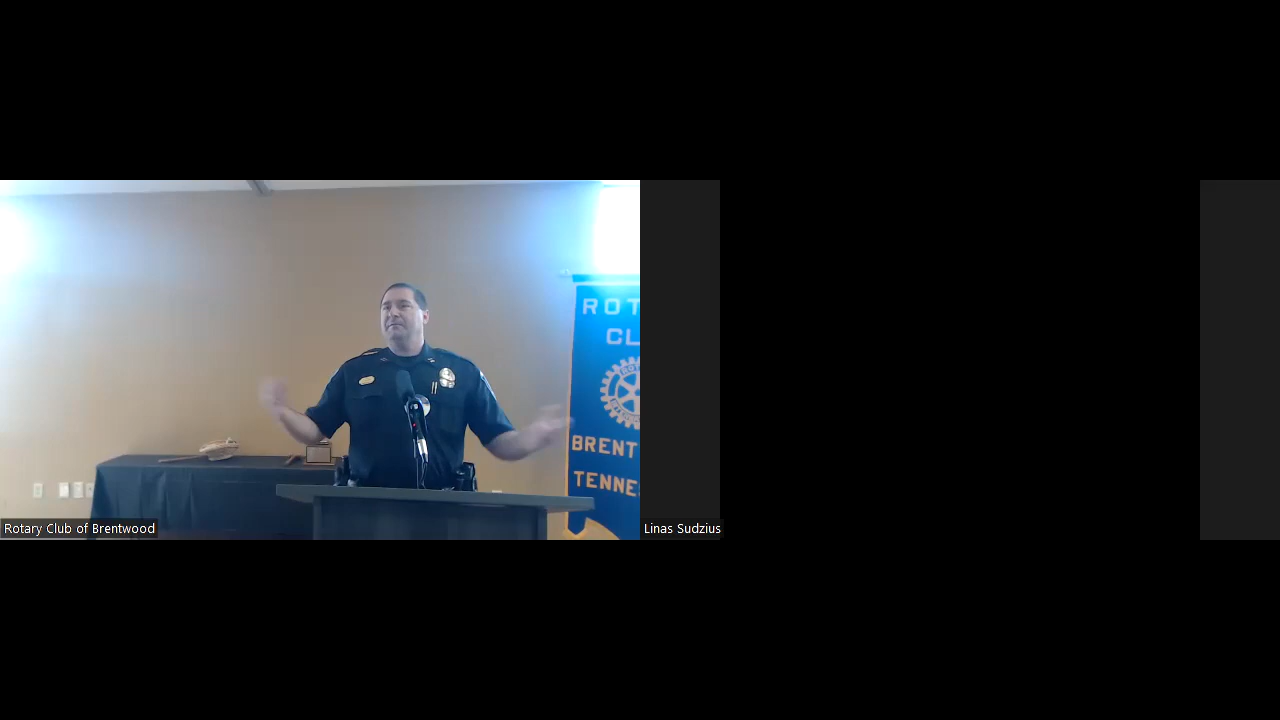 ROT
CL
BRENT
TENNE
Rotary Club of Brentwood
Linas Sudzius